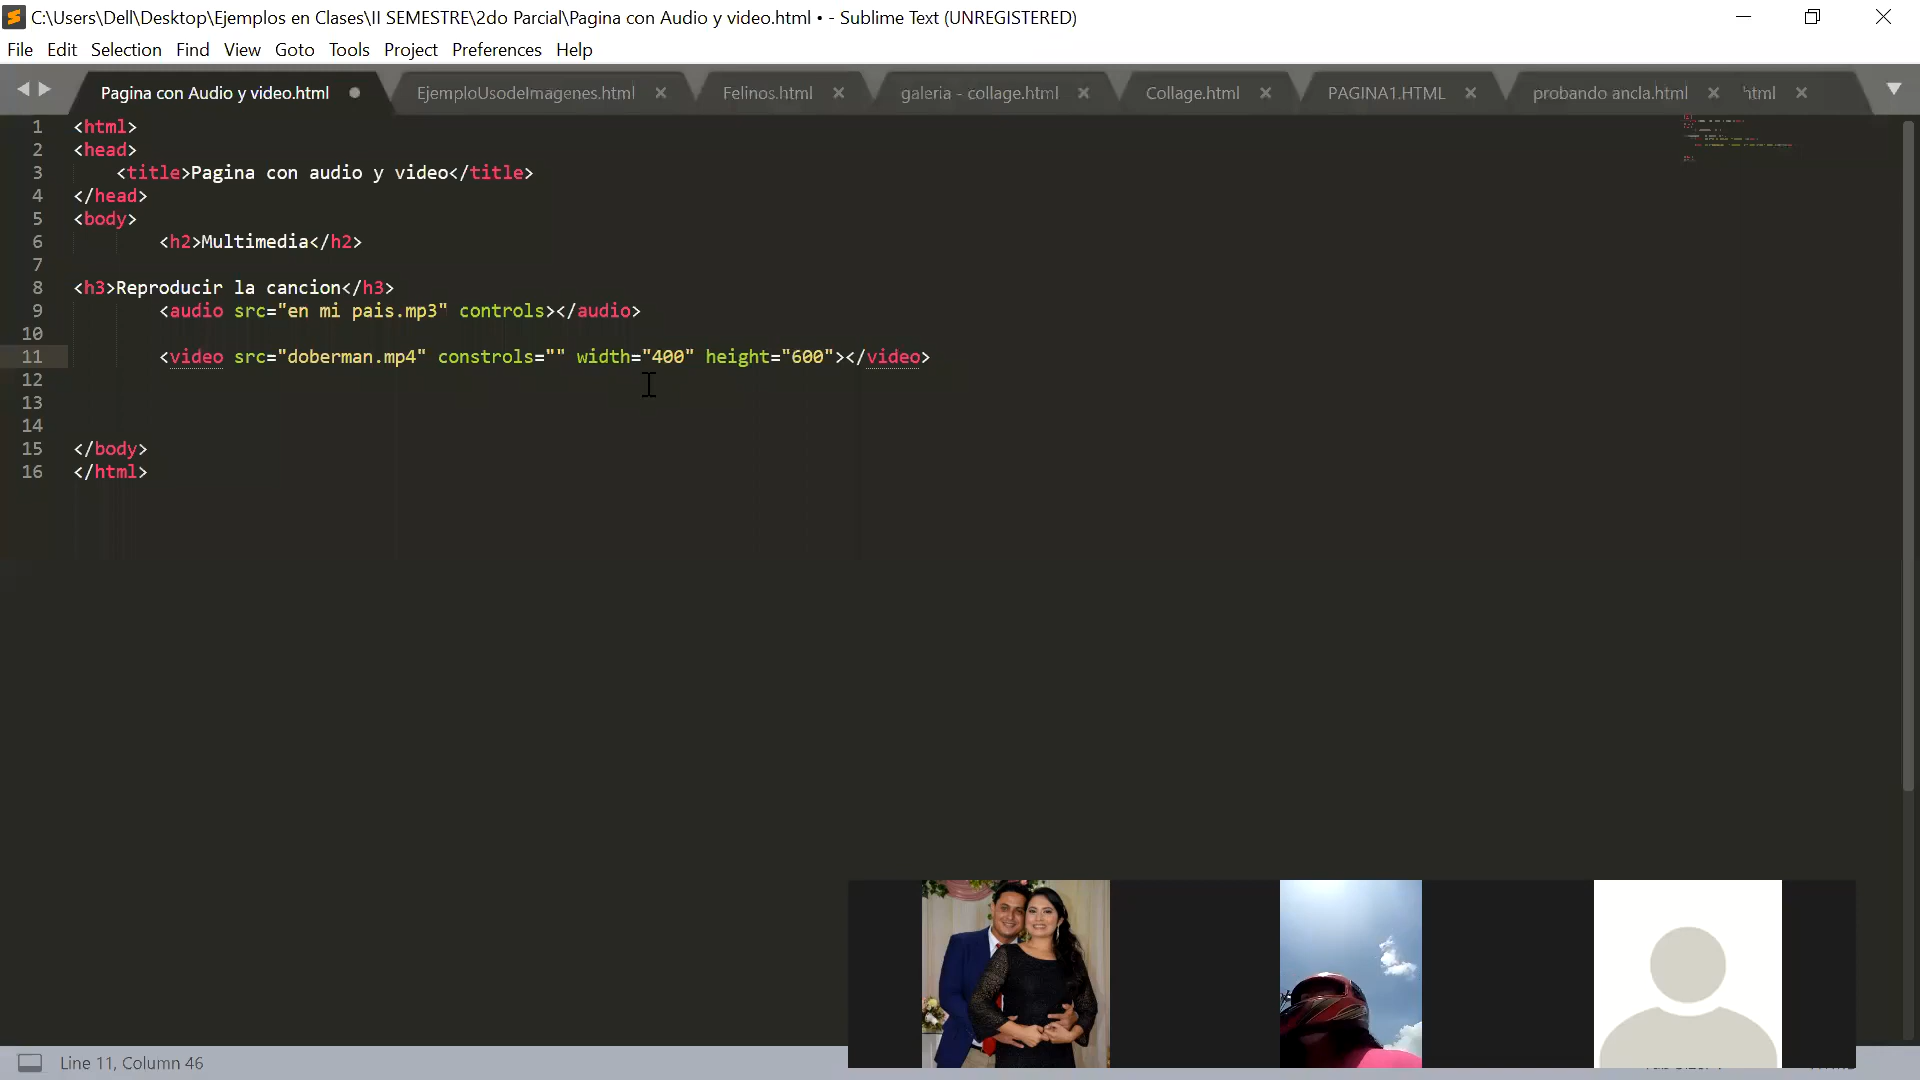 C:\Users\Dell\Desktop\Ejemplos en Clases\II SEMESTRE\2do Parcial\Pagina con Audio y video.html • - Sublime Text (UNREGISTERED)
File Edit Selection Find View Goto Tools Project Preferences Help
Pagina con Audio y video.html EjemploUsodeImagenes.html Felinos.html galeria - collage.html Collage.html PAGINA1.HTML probando ancla.html html
1 <html>
2 <head>
3 <title>Pagina con audio y video</title>
4 </head>
5 <body>
6 <h2>Multimedia</h2>
7
8 <h3>Reproducir la cancion</h3>
9 <audio src="en mi pais.mp3" controls></audio>
10
11 <video src="doberman.mp4" constrols="" width="400" height="600"></video>
12
13
14
15 </body>
16 </html>
Line 11, Column 46